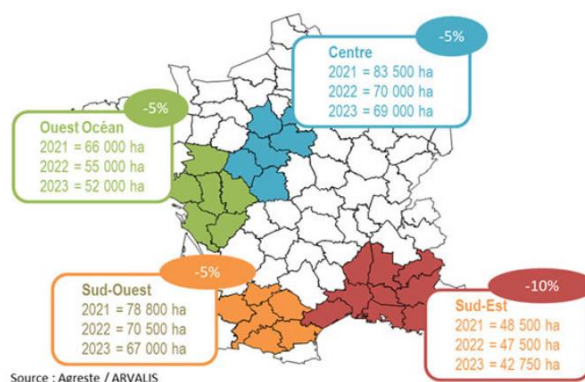 -5%
Centre
2021 = 83 500 ha
2022 = 70 000 ha
2023 = 69 000 ha
-5%
Ouest Océan
2021 = 66 000 ha
2022 = 55 000 ha
2023 = 52 000 ha
-5%
Sud-Ouest
2021 = 78 800 ha
2022 = 70 500 ha
2023 = 67 000 ha
-10%
Sud-Est
2021 = 48 500 ha
2022 = 47 500 ha
2023 = 42 750 ha
Source : Agreste / ARVALIS